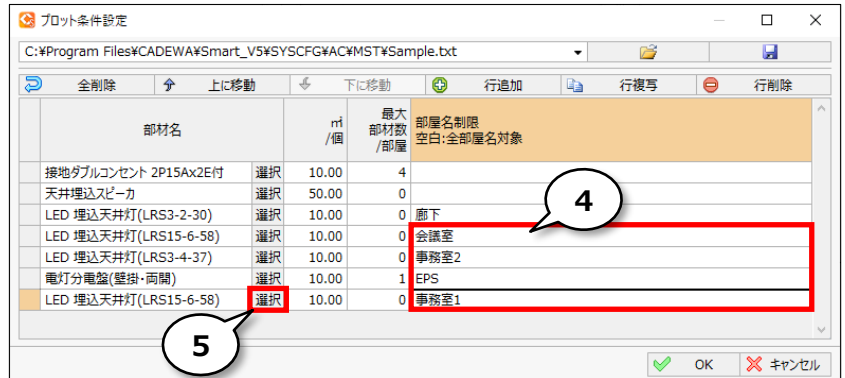 プロット条件設定
C:¥Program Files¥CADEWA¥Smart_V5¥SYSCFG¥AC¥MST¥Sample.txt
全削除 上に移動 下に移動 行追加 行複写 行削除
部材名 ㎡/個 最大部材数/部屋 部屋名制限 空白:全部屋名対象
接地ダブルコンセント 2P15Ax2E付 選択 10.00 4
天井埋込スピーカ 選択 50.00 0
LED 埋込天井灯(LRS3-2-30) 選択 10.00 0 廊下
LED 埋込天井灯(LRS15-6-58) 選択 10.00 0 会議室
LED 埋込天井灯(LRS3-4-37) 選択 10.00 0 事務室2
電灯分電盤(壁掛・両開) 選択 10.00 1 EPS
LED 埋込天井灯(LRS15-6-58) 選択 10.00 0 事務室1
4
5
OK キャンセル